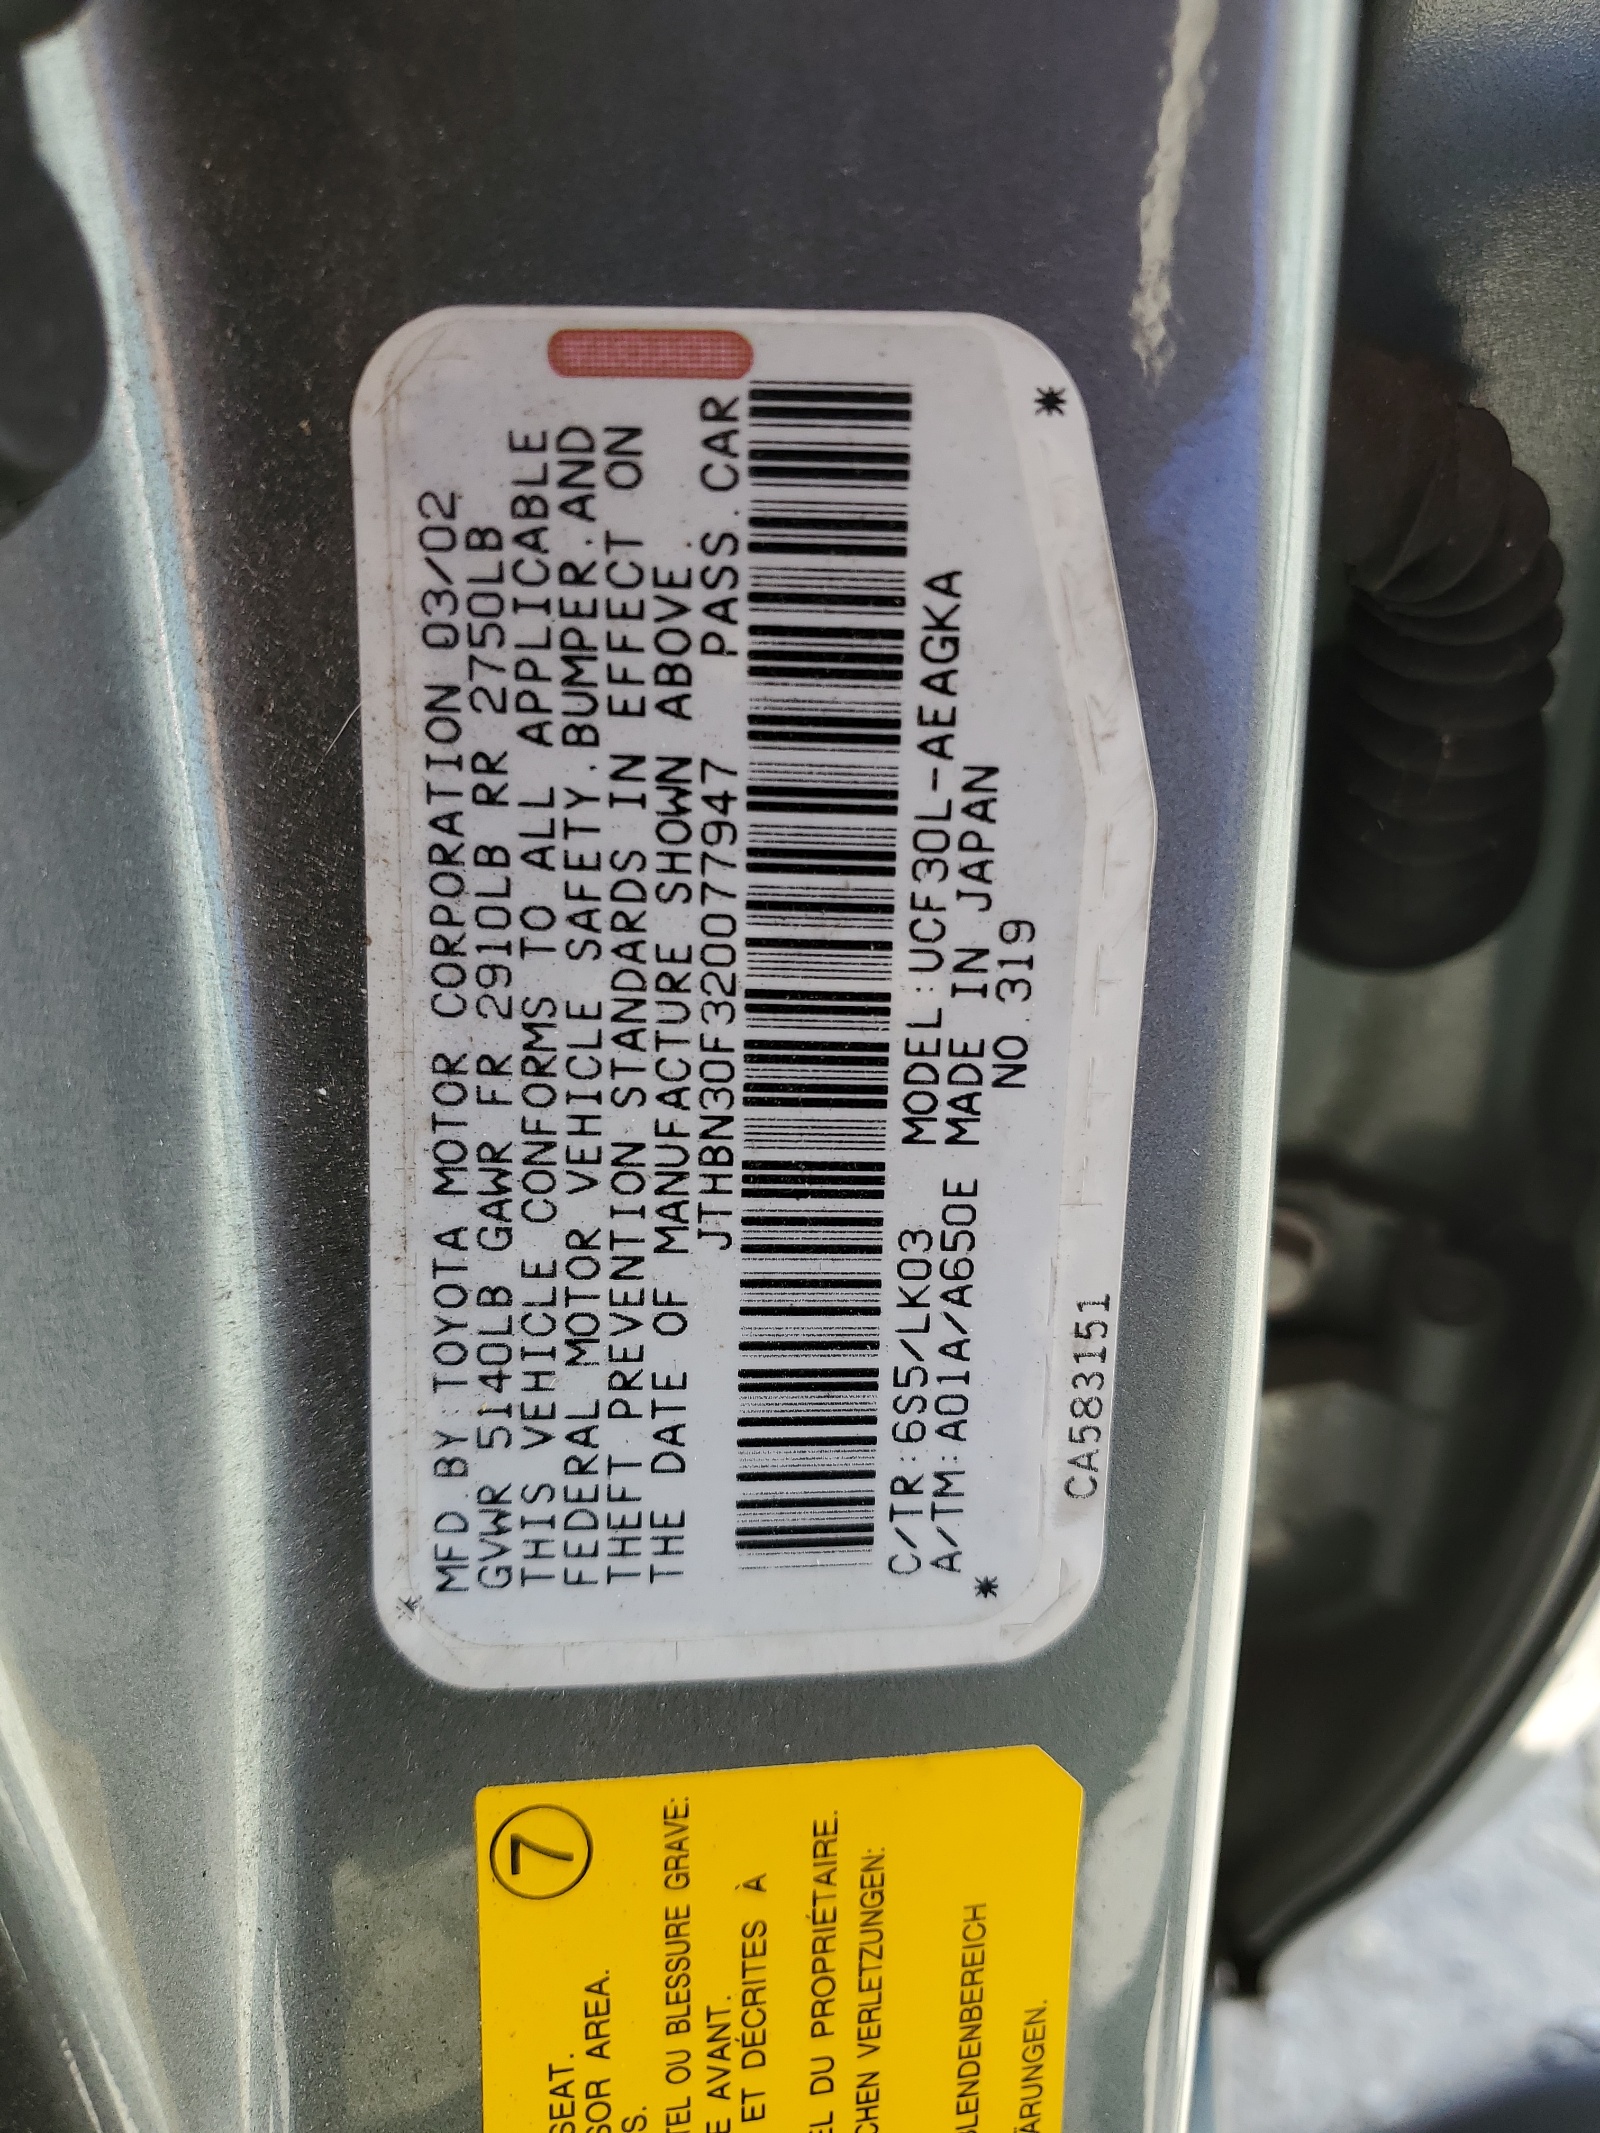 MFD.BY:TOYOTA MOTOR CORPORATION 03/02
GVWR 5140LB GAWR FR 2910LB RR 2750LB
THIS VEHICLE CONFORMS TO ALL APPLICABLE
FEDERAL MOTOR VEHICLE SAFETY.BUMPER.AND
THEFT PREVENTION STANDARDS IN EFFECT ON
THE DATE OF MANUFACTURE SHOWN ABOVE.
JTHBN30F320077947 PASS.CAR
C/TR:6S5/LK03 MODEL:UCF30L-AEAGKA
A/TM:A01A/A650E MADE IN JAPAN
NO.319
CA583151
7
SEAT.
SOR AREA.
S.
TEL OU BLESSURE GRAVE:
E AVANT.
ET DÉCRITES À
EL DU PROPRIÉTAIRE.
CHEN VERLETZUNGEN:
BLENDENBEREICH
ÄRUNGEN.